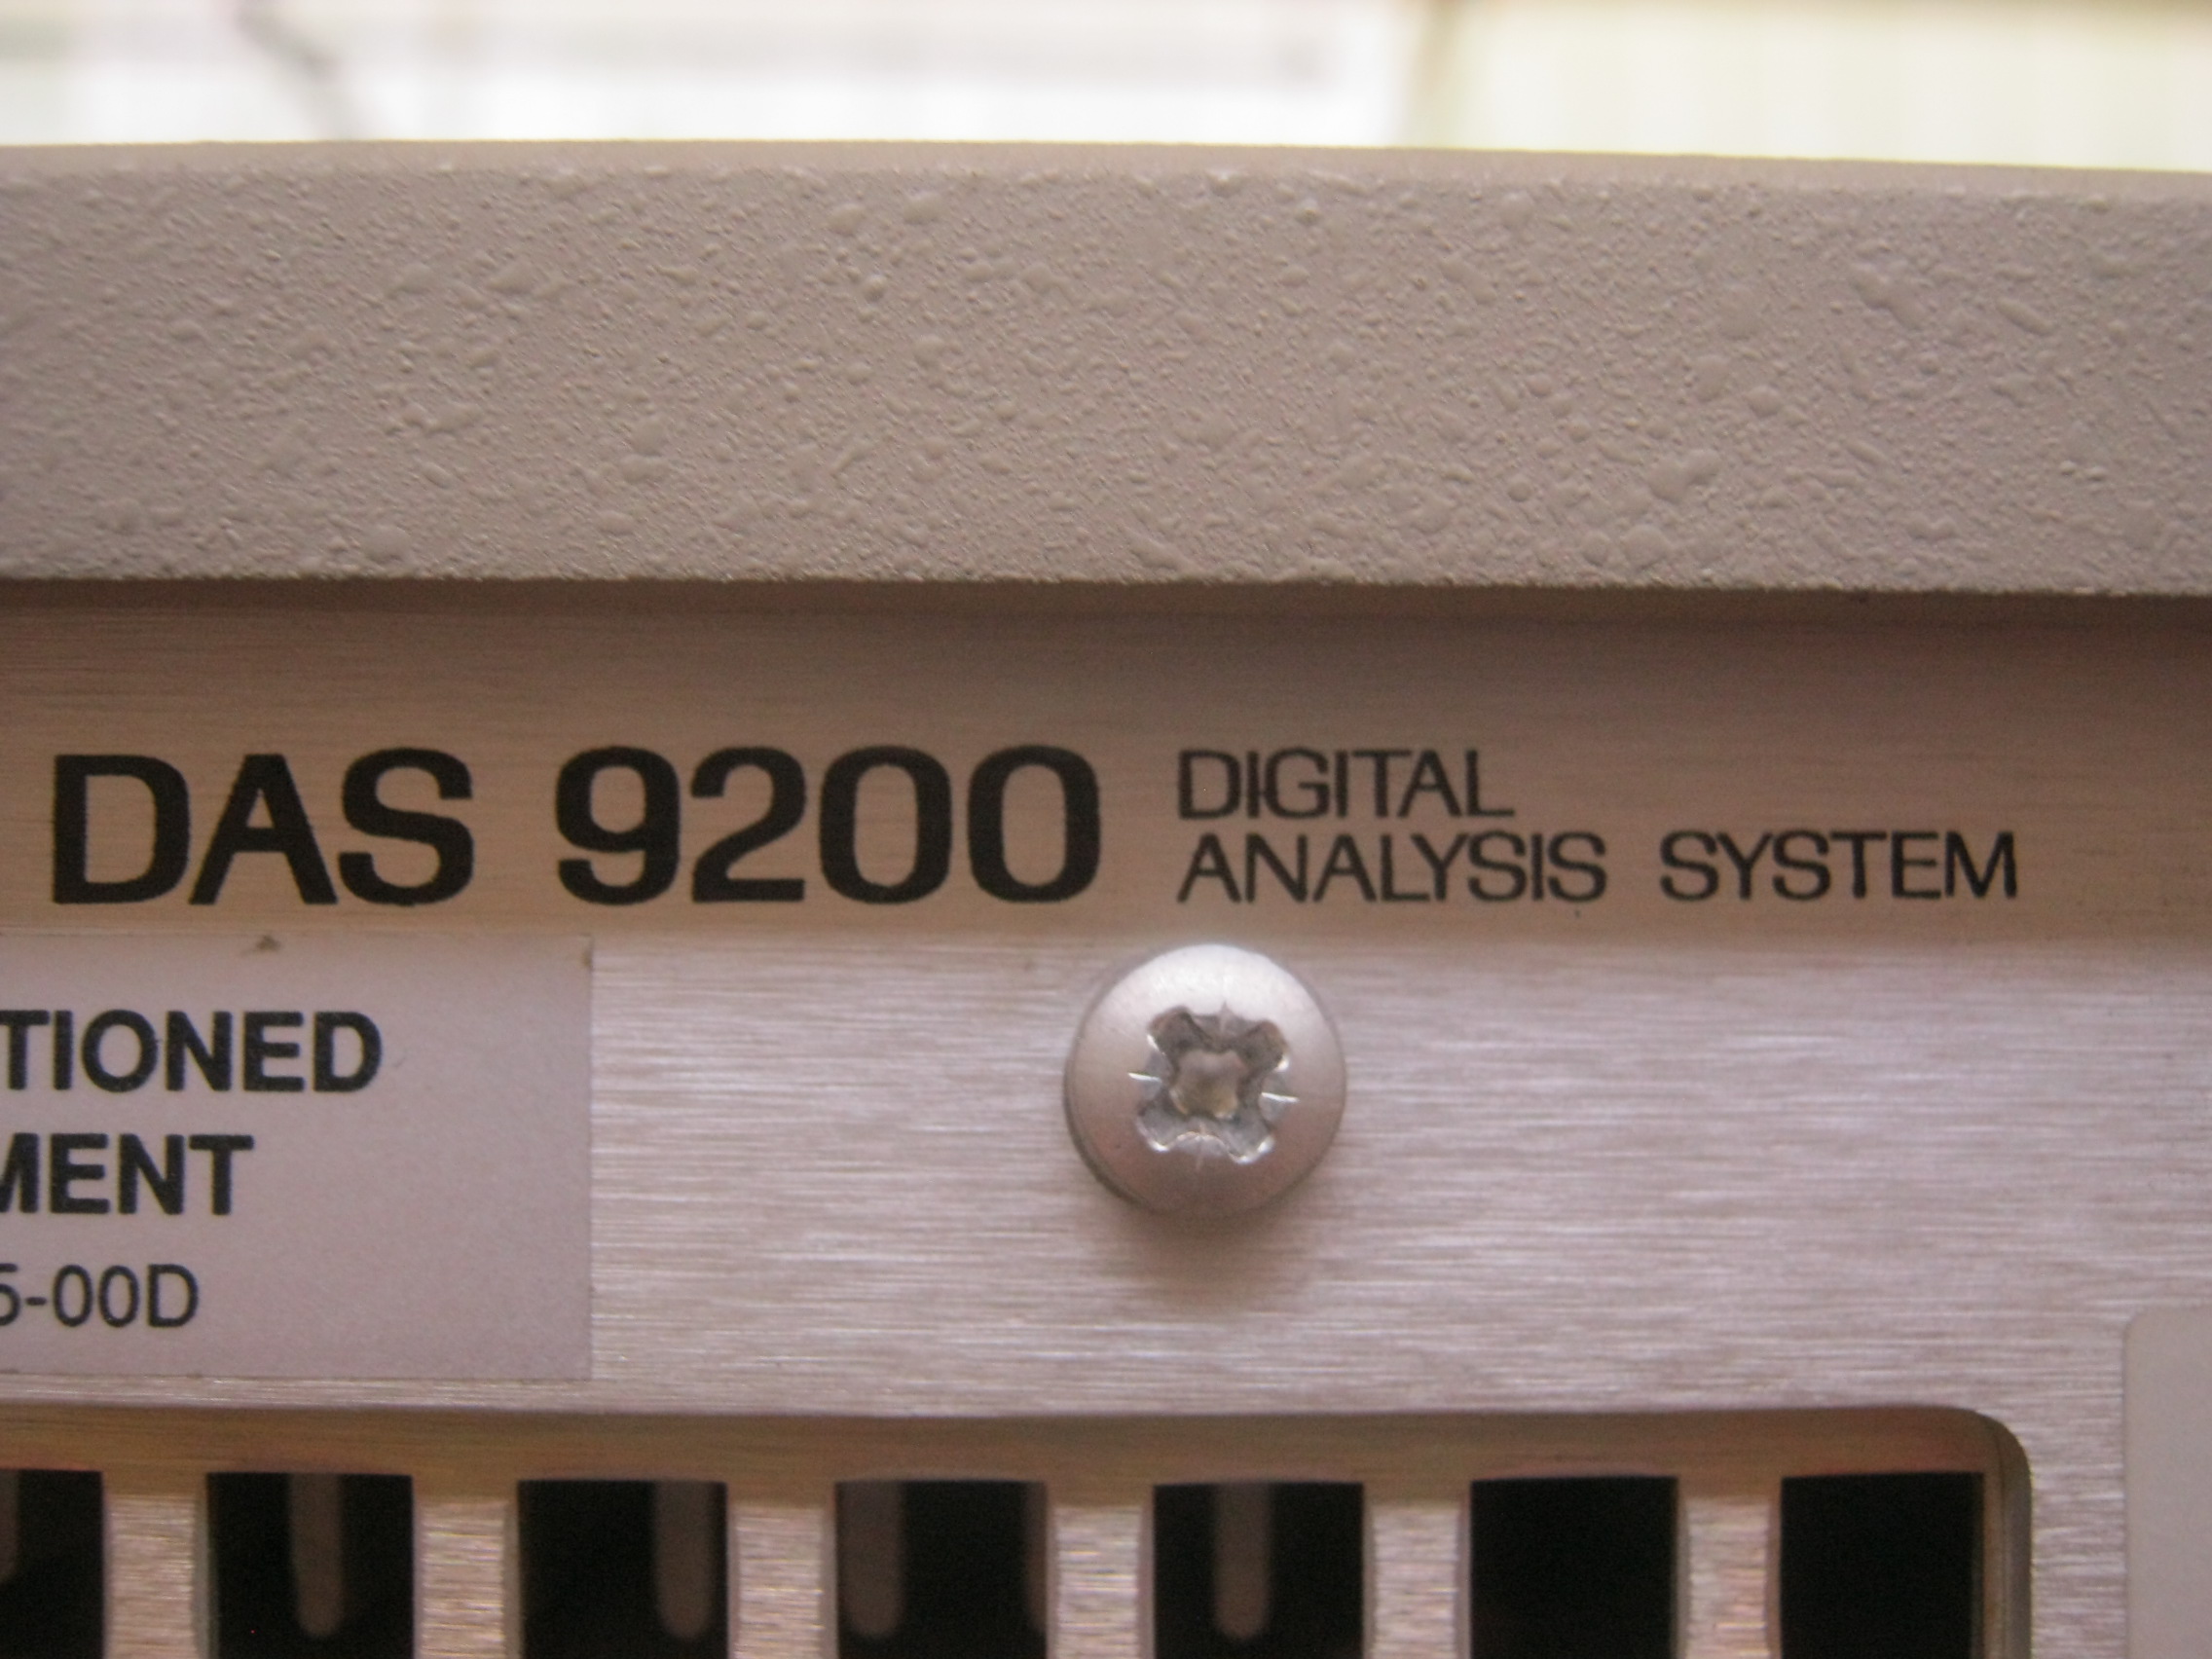 DAS 9200 DIGITAL
ANALYSIS SYSTEM
TIONED
MENT
5-00D